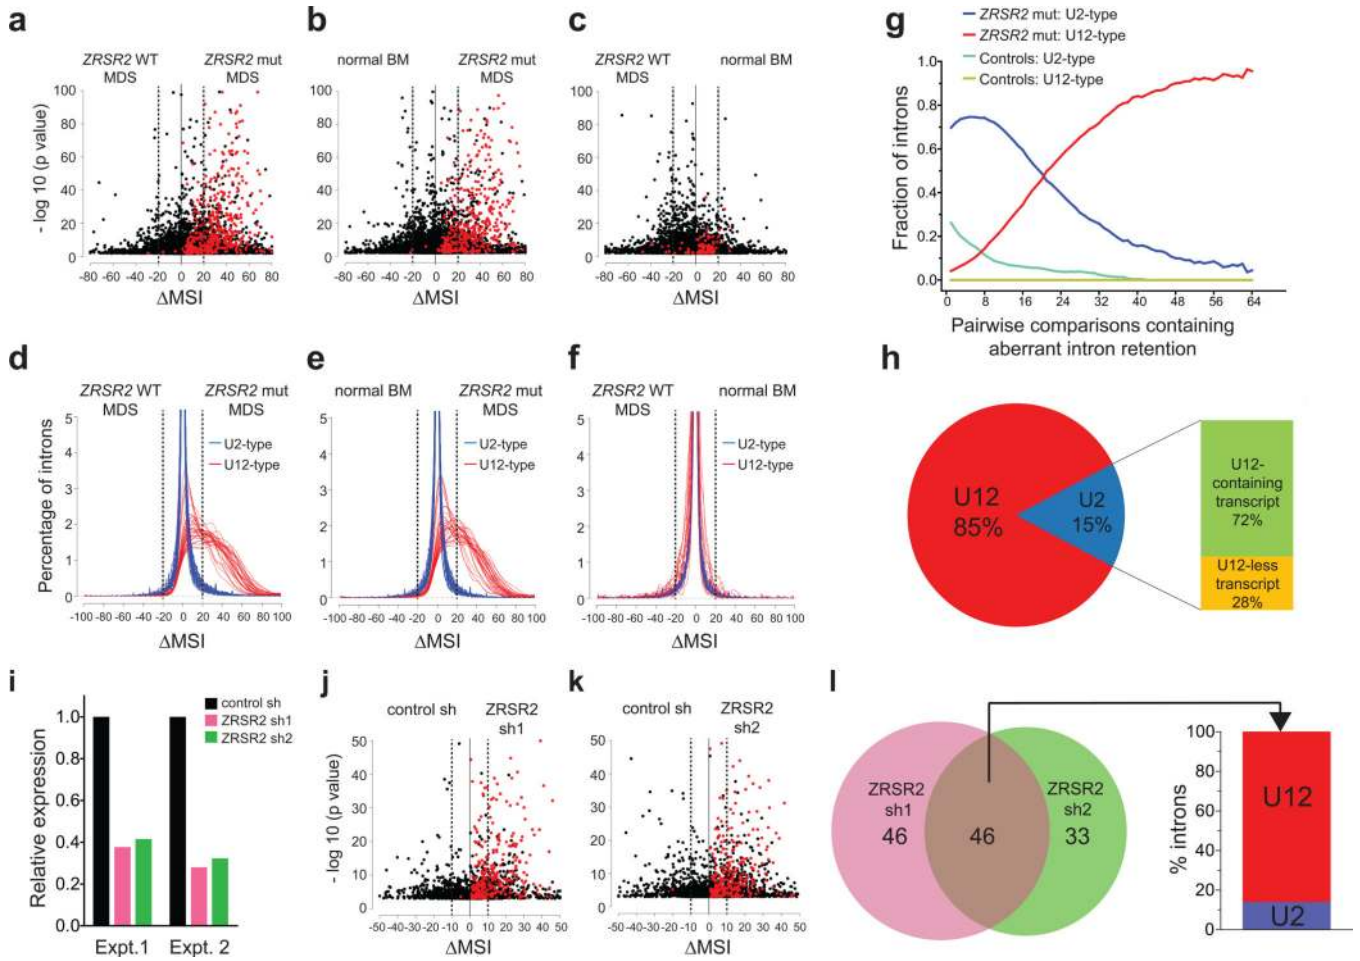 a
ZRSR2 WT
MDS
ZRSR2 mut
MDS
- log 10 (p value)
100
80
60
40
20
0
-80 -60 -40 -20 0 20 40 60 80
ΔMSI
b
normal BM
ZRSR2 mut
MDS
100
80
60
40
20
0
-80 -60 -40 -20 0 20 40 60 80
ΔMSI
c
ZRSR2 WT
MDS
normal BM
100
80
60
40
20
0
-80 -60 -40 -20 0 20 40 60 80
ΔMSI
g
ZRSR2 mut: U2-type
ZRSR2 mut: U12-type
Controls: U2-type
Controls: U12-type
Fraction of introns
1.0
0.8
0.6
0.4
0.2
0.0
0 8 16 24 32 40 48 56 64
Pairwise comparisons containing
aberrant intron retention
d
ZRSR2 WT
MDS
ZRSR2 mut
MDS
U2-type
U12-type
Percentage of introns
5
4
3
2
1
0
-100 -80 -60 -40 -20 0 20 40 60 80 100
ΔMSI
e
normal BM
ZRSR2 mut
MDS
U2-type
U12-type
5
4
3
2
1
0
-100 -80 -60 -40 -20 0 20 40 60 80 100
ΔMSI
f
ZRSR2 WT
MDS
normal BM
U2-type
U12-type
5
4
3
2
1
0
-100 -80 -60 -40 -20 0 20 40 60 80 100
ΔMSI
h
U12
85%
U2
15%
U12-
containing
transcript
72%
U12-less
transcript
28%
i
control sh
ZRSR2 sh1
ZRSR2 sh2
Relative expression
1.0
0.8
0.6
0.4
0.2
0.0
Expt.1 Expt. 2
j
control sh
ZRSR2
sh1
- log 10 (p value)
50
40
30
20
10
0
-50 -40 -30 -20 -10 0 10 20 30 40 50
ΔMSI
k
control sh
ZRSR2
sh2
50
40
30
20
10
0
-50 -40 -30 -20 -10 0 10 20 30 40 50
ΔMSI
l
ZRSR2
sh1
46
46
ZRSR2
sh2
33
% introns
100
80
60
40
20
0
U12
U2